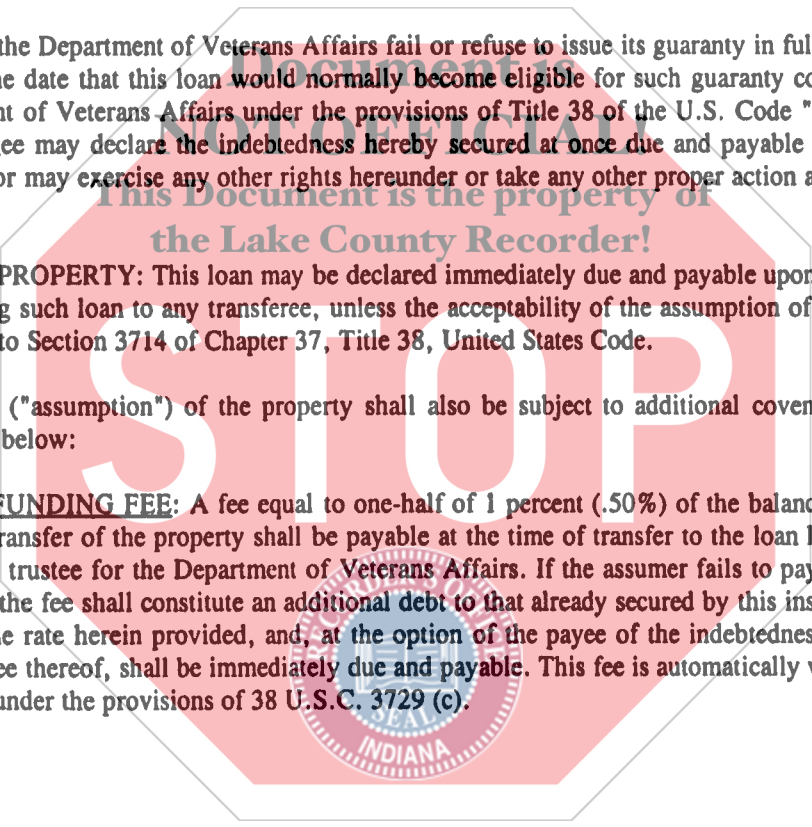 the Department of Veterans Affairs fail or refuse to issue its guaranty in ful
e date that this loan would normally become eligible for such guaranty co
Document is
nt of Veterans Affairs under the provisions of Title 38 of the U.S. Code "
NOT OFFICIAL!
ee may declare the indebtedness hereby secured at once due and payable
or may exercise any other rights hereunder or take any other proper action a
This Document is the property of
the Lake County Recorder!
PROPERTY: This loan may be declared immediately due and payable upon
g such loan to any transferee, unless the acceptability of the assumption of
to Section 3714 of Chapter 37, Title 38, United States Code.
STOP
("assumption") of the property shall also be subject to additional coven
below:
FUNDING FEE: A fee equal to one-half of 1 percent (.50%) of the balanc
ransfer of the property shall be payable at the time of transfer to the loan h
trustee for the Department of Veterans Affairs. If the assumer fails to pay
the fee shall constitute an additional debt to that already secured by this ins
e rate herein provided, and, at the option of the payee of the indebtednes
ee thereof, shall be immediately due and payable. This fee is automatically v
under the provisions of 38 U.S.C. 3729 (c).
SEAL
INDIANA